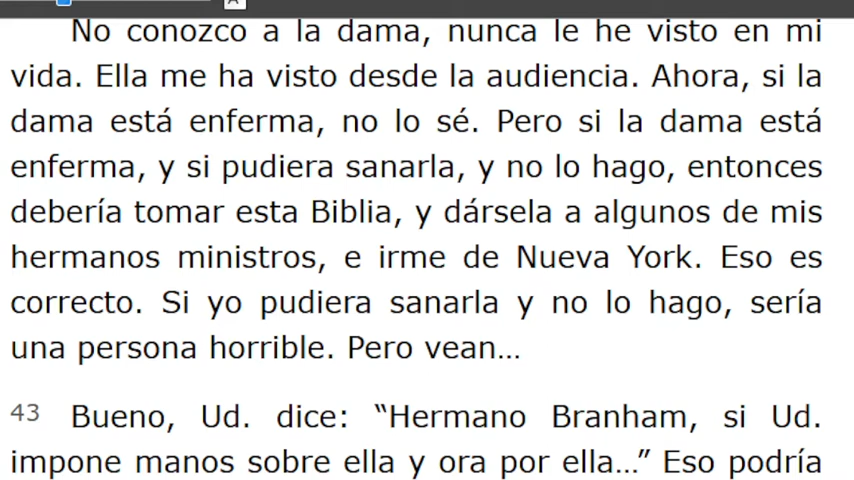 No conozco a la dama, nunca le he visto en mi
vida. Ella me ha visto desde la audiencia. Ahora, si la
dama está enferma, no lo sé. Pero si la dama está
enferma, y si pudiera sanarla, y no lo hago, entonces
debería tomar esta Biblia, y dársela a algunos de mis
hermanos ministros, e irme de Nueva York. Eso es
correcto. Si yo pudiera sanarla y no lo hago, sería
una persona horrible. Pero vean…
43 Bueno, Ud. dice: “Hermano Branham, si Ud.
impone manos sobre ella y ora por ella…” Eso podría